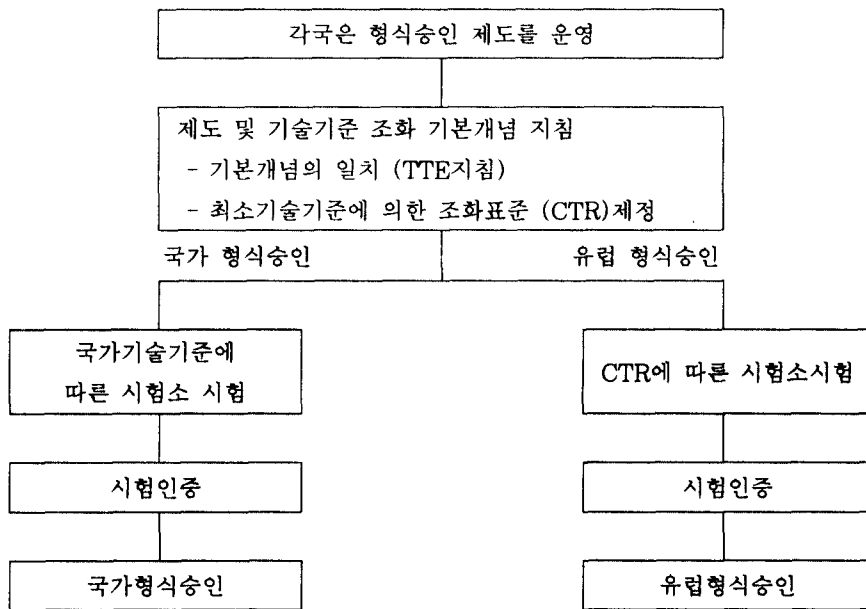 각국은 형식승인 제도를 운영
제도 및 기술기준 조화 기본개념 지침
- 기본개념의 일치 (TTE지침)
- 최소기술기준에 의한 조화표준 (CTR)제정
국가 형식승인 유럽 형식승인
국가기술기준에
따른 시험소 시험
CTR에 따른 시험소시험
시험인증 시험인증
국가형식승인 유럽형식승인